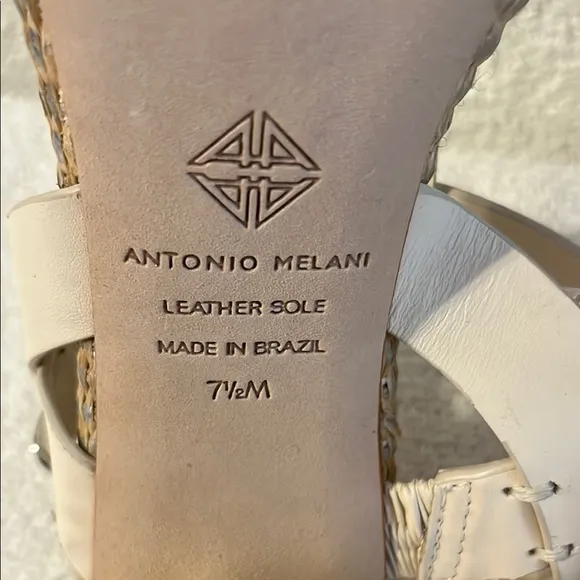 ANTONIO MELANI
LEATHER SOLE
MADE IN BRAZIL
7½M